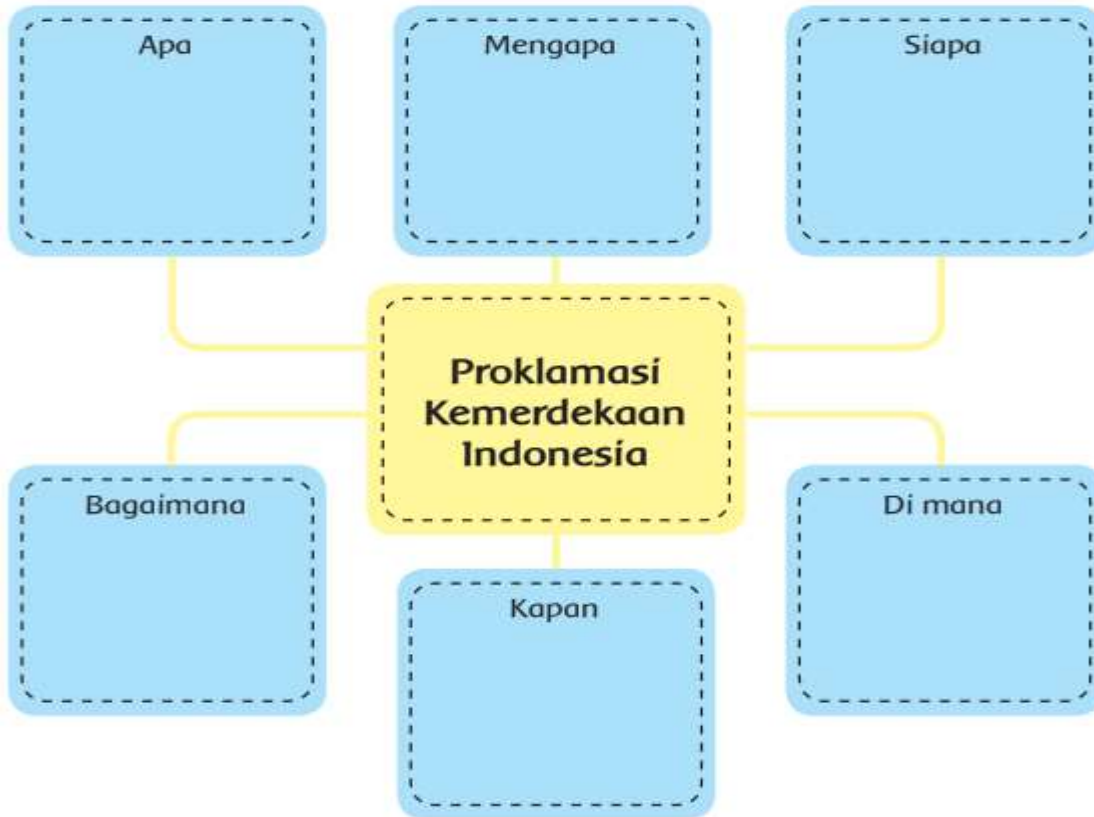 Apa
Mengapa
Siapa
Proklamasi
Kemerdekaan
Indonesia
Bagaimana
Di mana
Kapan